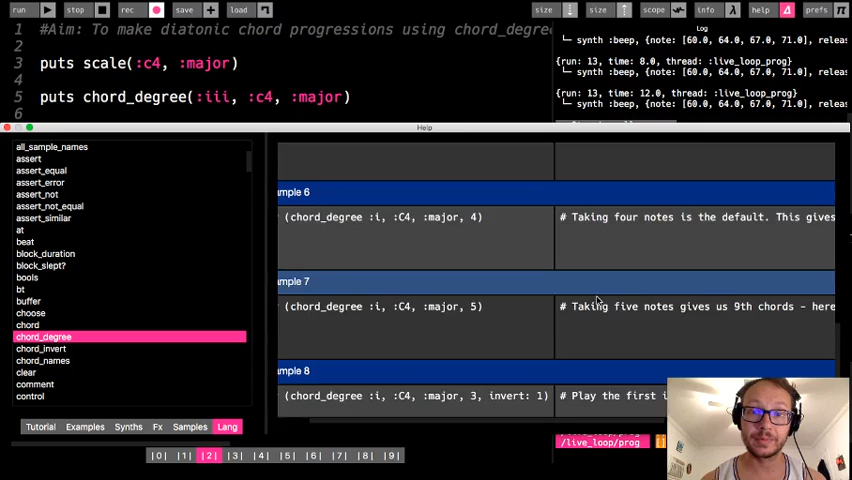 run stop rec save load size size scope info help prefs
1 #Aim: To make diatonic chord progressions using chord_degree
2
3 puts scale(:c4, :major)
4
5 puts chord_degree(:iii, :c4, :major)
6
Log
└─ synth :beep, {note: [60.0, 64.0, 67.0, 71.0], releas
{run: 13, time: 8.0, thread: :live_loop_prog}
└─ synth :beep, {note: [60.0, 64.0, 67.0, 71.0], releas
{run: 13, time: 12.0, thread: :live_loop_prog}
└─ synth :beep, {note: [60.0, 64.0, 67.0, 71.0], releas
Help
all_sample_names
assert
assert_equal
assert_error
assert_not
assert_not_equal
assert_similar
at
beat
block_duration
block_slept?
bools
bt
buffer
choose
chord
chord_degree
chord_invert
chord_names
clear
comment
control
ample 6
(chord_degree :i, :C4, :major, 4) # Taking four notes is the default. This gives
ample 7
(chord_degree :i, :C4, :major, 5) # Taking five notes gives us 9th chords - here
ample 8
(chord_degree :i, :C4, :major, 3, invert: 1) # Play the first i
Tutorial Examples Synths Fx Samples Lang
/live_loop/prog
|0| |1| |2| |3| |4| |5| |6| |7| |8| |9|